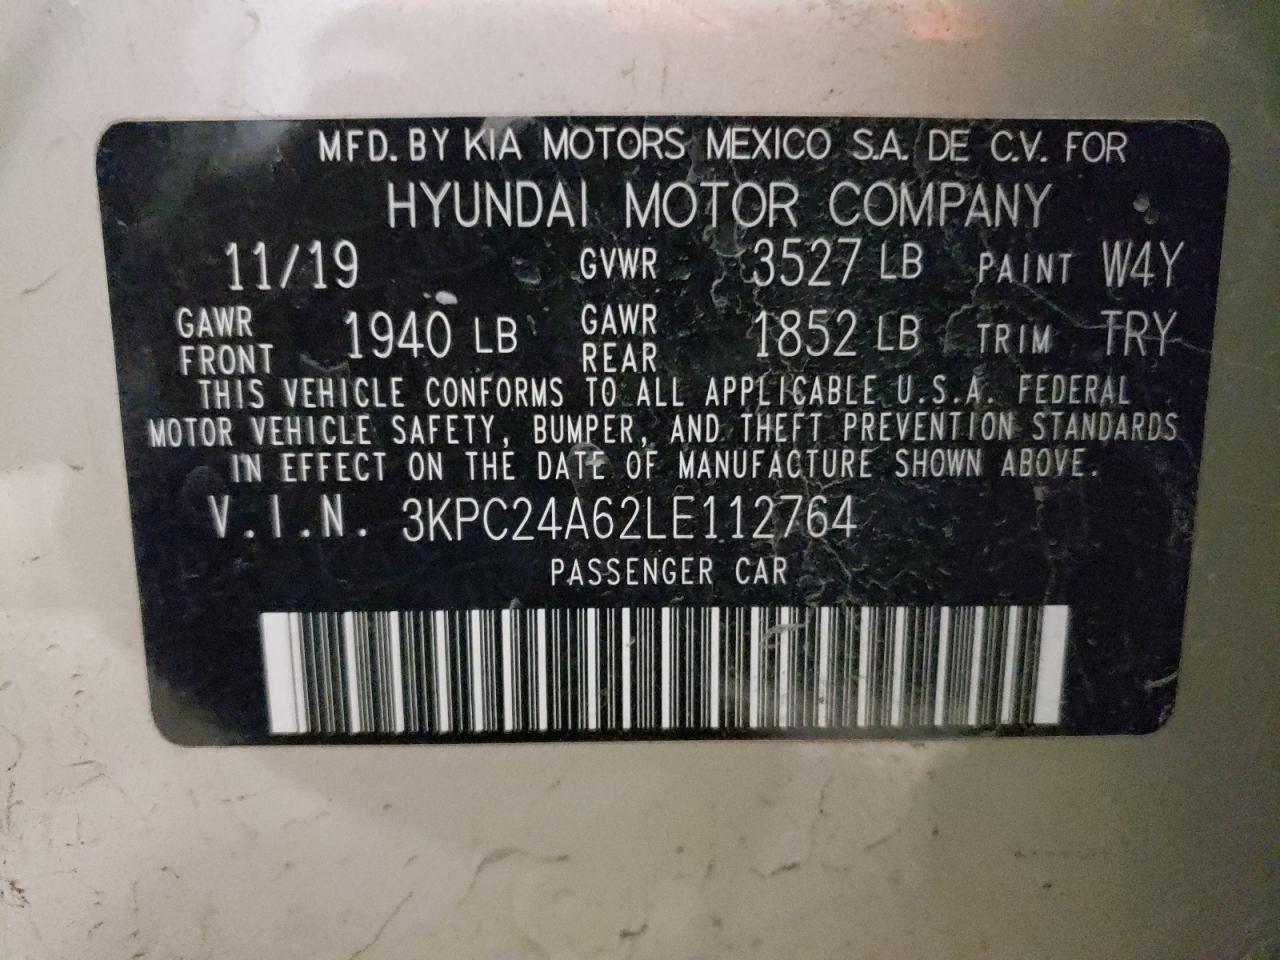 MFD. BY KIA MOTORS MEXICO S.A. DE C.V. FOR
HYUNDAI MOTOR COMPANY
11/19 GVWR 3527 LB PAINT W4Y
GAWR FRONT 1940 LB GAWR REAR 1852 LB TRIM TRY
THIS VEHICLE CONFORMS TO ALL APPLICABLE U.S.A. FEDERAL
MOTOR VEHICLE SAFETY, BUMPER, AND THEFT PREVENTION STANDARDS
IN EFFECT ON THE DATE OF MANUFACTURE SHOWN ABOVE.
V.I.N. 3KPC24A62LE112764
PASSENGER CAR